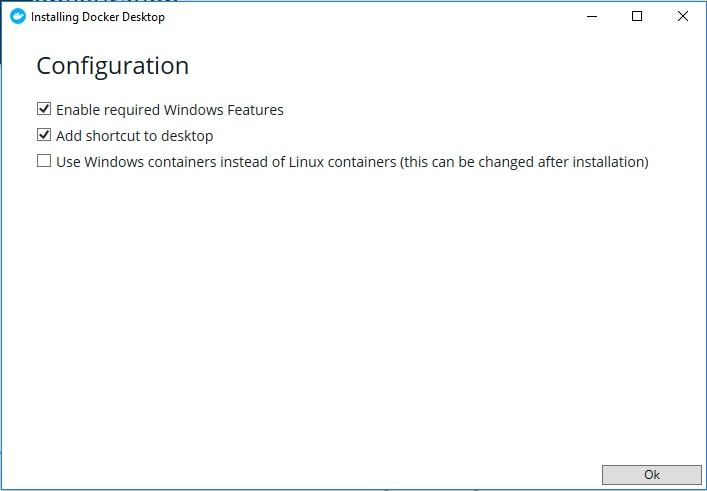 Installing Docker Desktop
Configuration
Enable required Windows Features
Add shortcut to desktop
Use Windows containers instead of Linux containers (this can be changed after installation)
Ok